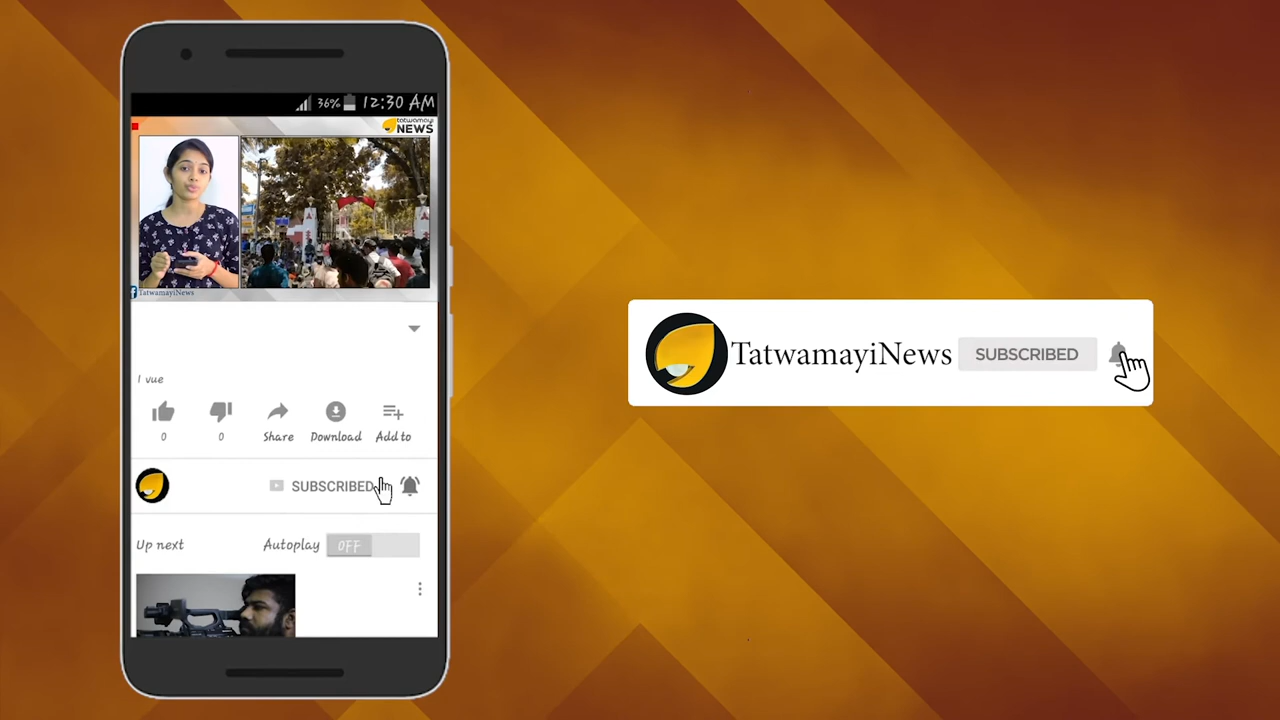 36% 12:30 AM
tatwamayi
NEWS
TatwamayiNews
1 vue
0 0 Share Download Add to
SUBSCRIBED
Up next Autoplay OFF
TatwamayiNews SUBSCRIBED